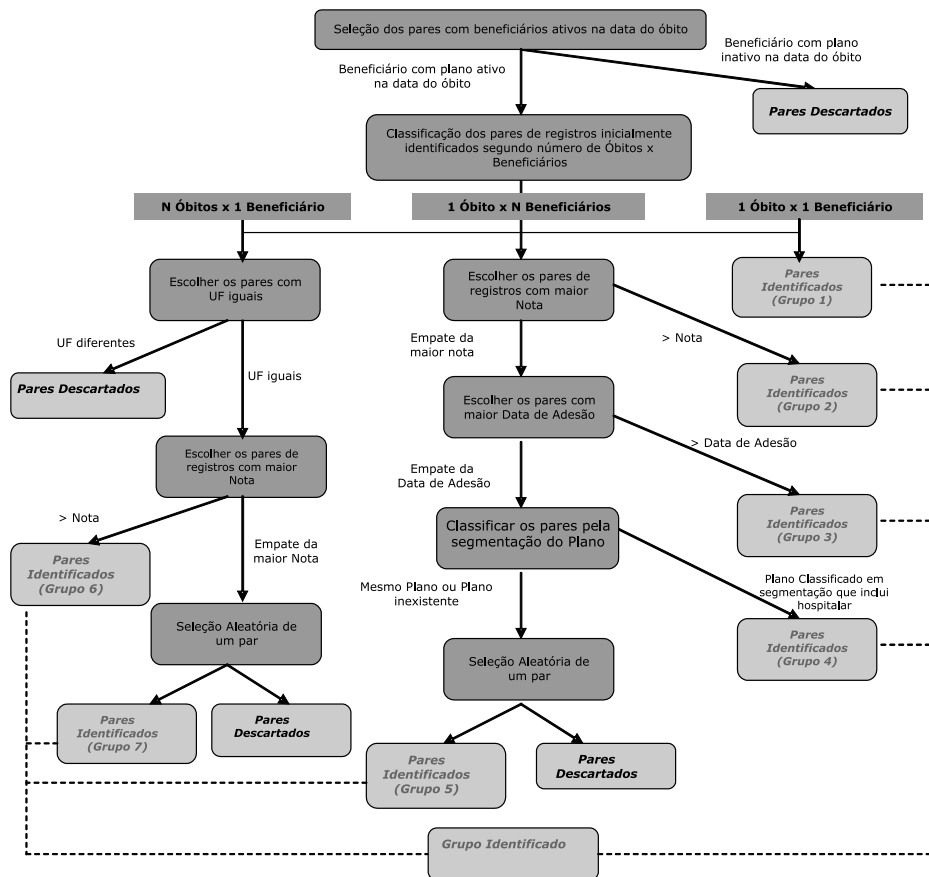 Seleção dos pares com beneficiários ativos na data do óbito
Beneficiário com plano ativo
na data do óbito
Beneficiário com plano
inativo na data do óbito
Pares Descartados
Classificação dos pares de registros inicialmente
identificados segundo número de Óbitos x
Beneficiários
N Óbitos x 1 Beneficiário
1 Óbito x N Beneficiários
1 Óbito x 1 Beneficiário
Escolher os pares com
UF iguais
Escolher os pares de
registros com maior
Nota
Pares
Identificados
(Grupo 1)
UF diferentes
Empate da
maior nota
> Nota
Pares Descartados
UF iguais
Escolher os pares com
maior Data de Adesão
Pares
Identificados
(Grupo 2)
Escolher os pares de
registros com maior
Nota
Empate da
Data de Adesão
> Data de Adesão
> Nota
Empate da
maior Nota
Classificar os pares pela
segmentação do Plano
Pares
Identificados
(Grupo 3)
Pares
Identificados
(Grupo 6)
Mesmo Plano ou Plano
inexistente
Plano Classificado em
segmentação que inclui
hospitalar
Seleção Aleatória de
um par
Seleção Aleatória de
um par
Pares
Identificados
(Grupo 4)
Pares
Identificados
(Grupo 7)
Pares
Descartados
Pares
Identificados
(Grupo 5)
Pares
Descartados
Grupo Identificado